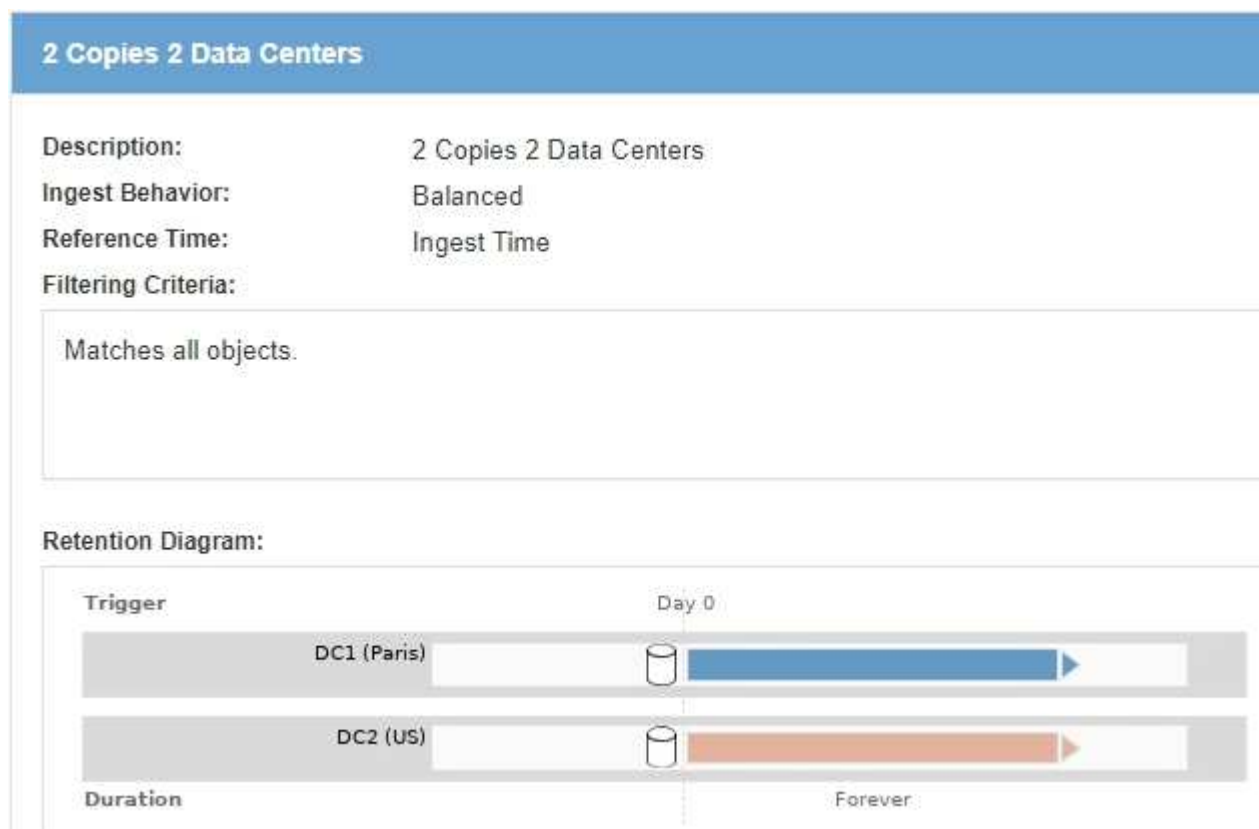 2 Copies 2 Data Centers
Description: 2 Copies 2 Data Centers
Ingest Behavior: Balanced
Reference Time: Ingest Time
Filtering Criteria:
Matches all objects.
Retention Diagram:
Trigger Day 0
DC1 (Paris)
DC2 (US)
Duration Forever